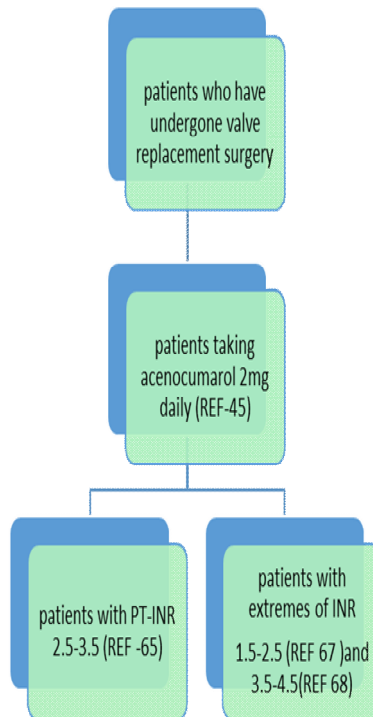 patients who have
undergone valve
replacement surgery
patients taking
acenocumarol 2mg
daily (REF-45)
patients with PT-INR
2.5-3.5 (REF -65)
patients with
extremes of INR
1.5-2.5 (REF 67 )and
3.5-4.5(REF 68)